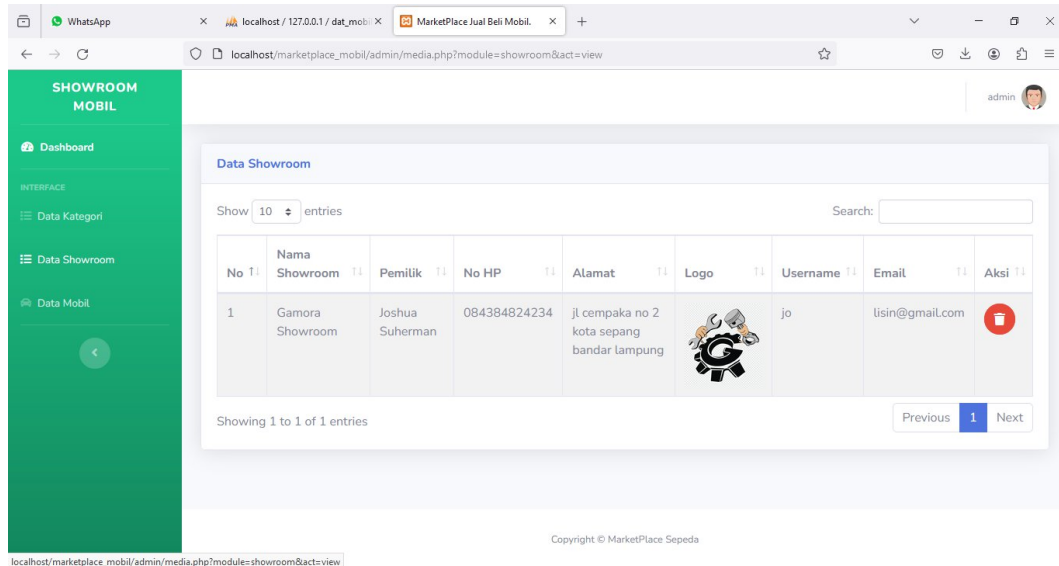 WhatsApp
localhost / 127.0.0.1 / dat_mobi
MarketPlace Jual Beli Mobil.
localhost/marketplace_mobil/admin/media.php?module=showroom&act=view
SHOWROOM
MOBIL
admin
Dashboard
INTERFACE
Data Kategori
Data Showroom
Data Mobil
Data Showroom
Show 10 entries
Search:
No
Nama
Showroom
Pemilik
No HP
Alamat
Logo
Username
Email
Aksi
1
Gamora
Showroom
Joshua
Suherman
084384824234
jl cempaka no 2
kota sepang
bandar lampung
G
jo
lisin@gmail.com
Showing 1 to 1 of 1 entries
Previous 1 Next
Copyright © MarketPlace Sepeda
localhost/marketplace_mobil/admin/media.php?module=showroom&act=view